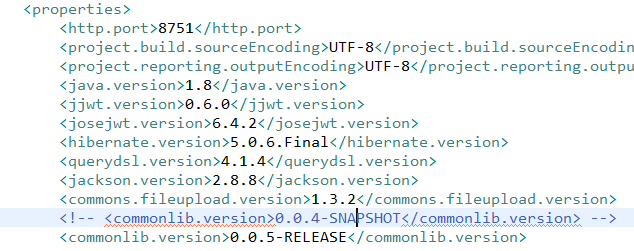 <properties>
<http.port>8751</http.port>
<project.build.sourceEncoding>UTF-8</project.build.sourceEncodin
<project.reporting.outputEncoding>UTF-8</project.reporting.outpu
<java.version>1.8</java.version>
<jjwt.version>0.6.0</jjwt.version>
<josejwt.version>6.4.2</josejwt.version>
<hibernate.version>5.0.6.Final</hibernate.version>
<querydsl.version>4.1.4</querydsl.version>
<jackson.version>2.8.8</jackson.version>
<commons.fileupload.version>1.3.2</commons.fileupload.version>
<!-- <commonlib.version>0.0.4-SNAPSHOT</commonlib.version> -->
<commonlib.version>0.0.5-RELEASE</commonlib.version>